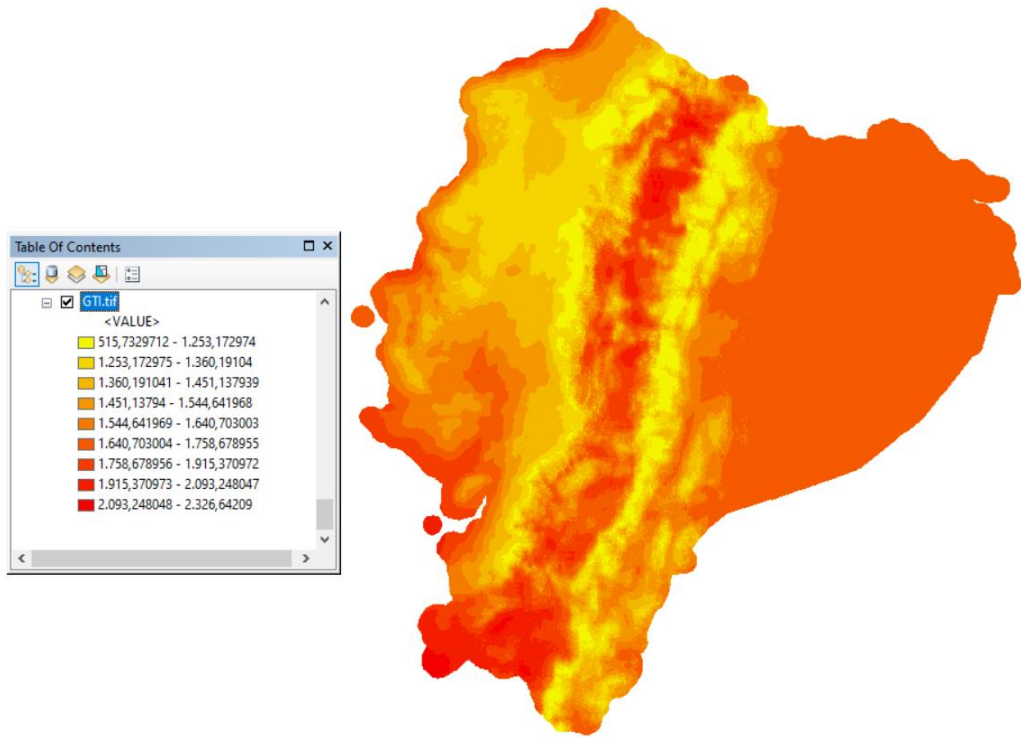 Table Of Contents
GTI.tif
<VALUE>
515,7329712 - 1.253,172974
1.253,172975 - 1.360,19104
1.360,191041 - 1.451,137939
1.451,13794 - 1.544,641968
1.544,641969 - 1.640,703003
1.640,703004 - 1.758,678955
1.758,678956 - 1.915,370972
1.915,370973 - 2.093,248047
2.093,248048 - 2.326,64209